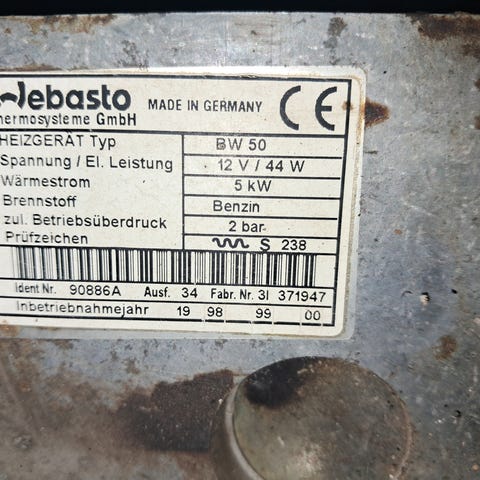 Webasto MADE IN GERMANY CE
hermosysteme GmbH
HEIZGERÄT Typ BW 50
Spannung / El. Leistung 12 V / 44 W
Wärmestrom 5 kW
Brennstoff Benzin
zul. Betriebsüberdruck 2 bar
Prüfzeichen S 238
Ident Nr. 90886A Ausf. 34 Fabr. Nr. 3I 371947
Inbetriebnahmejahr 19 98 99 00